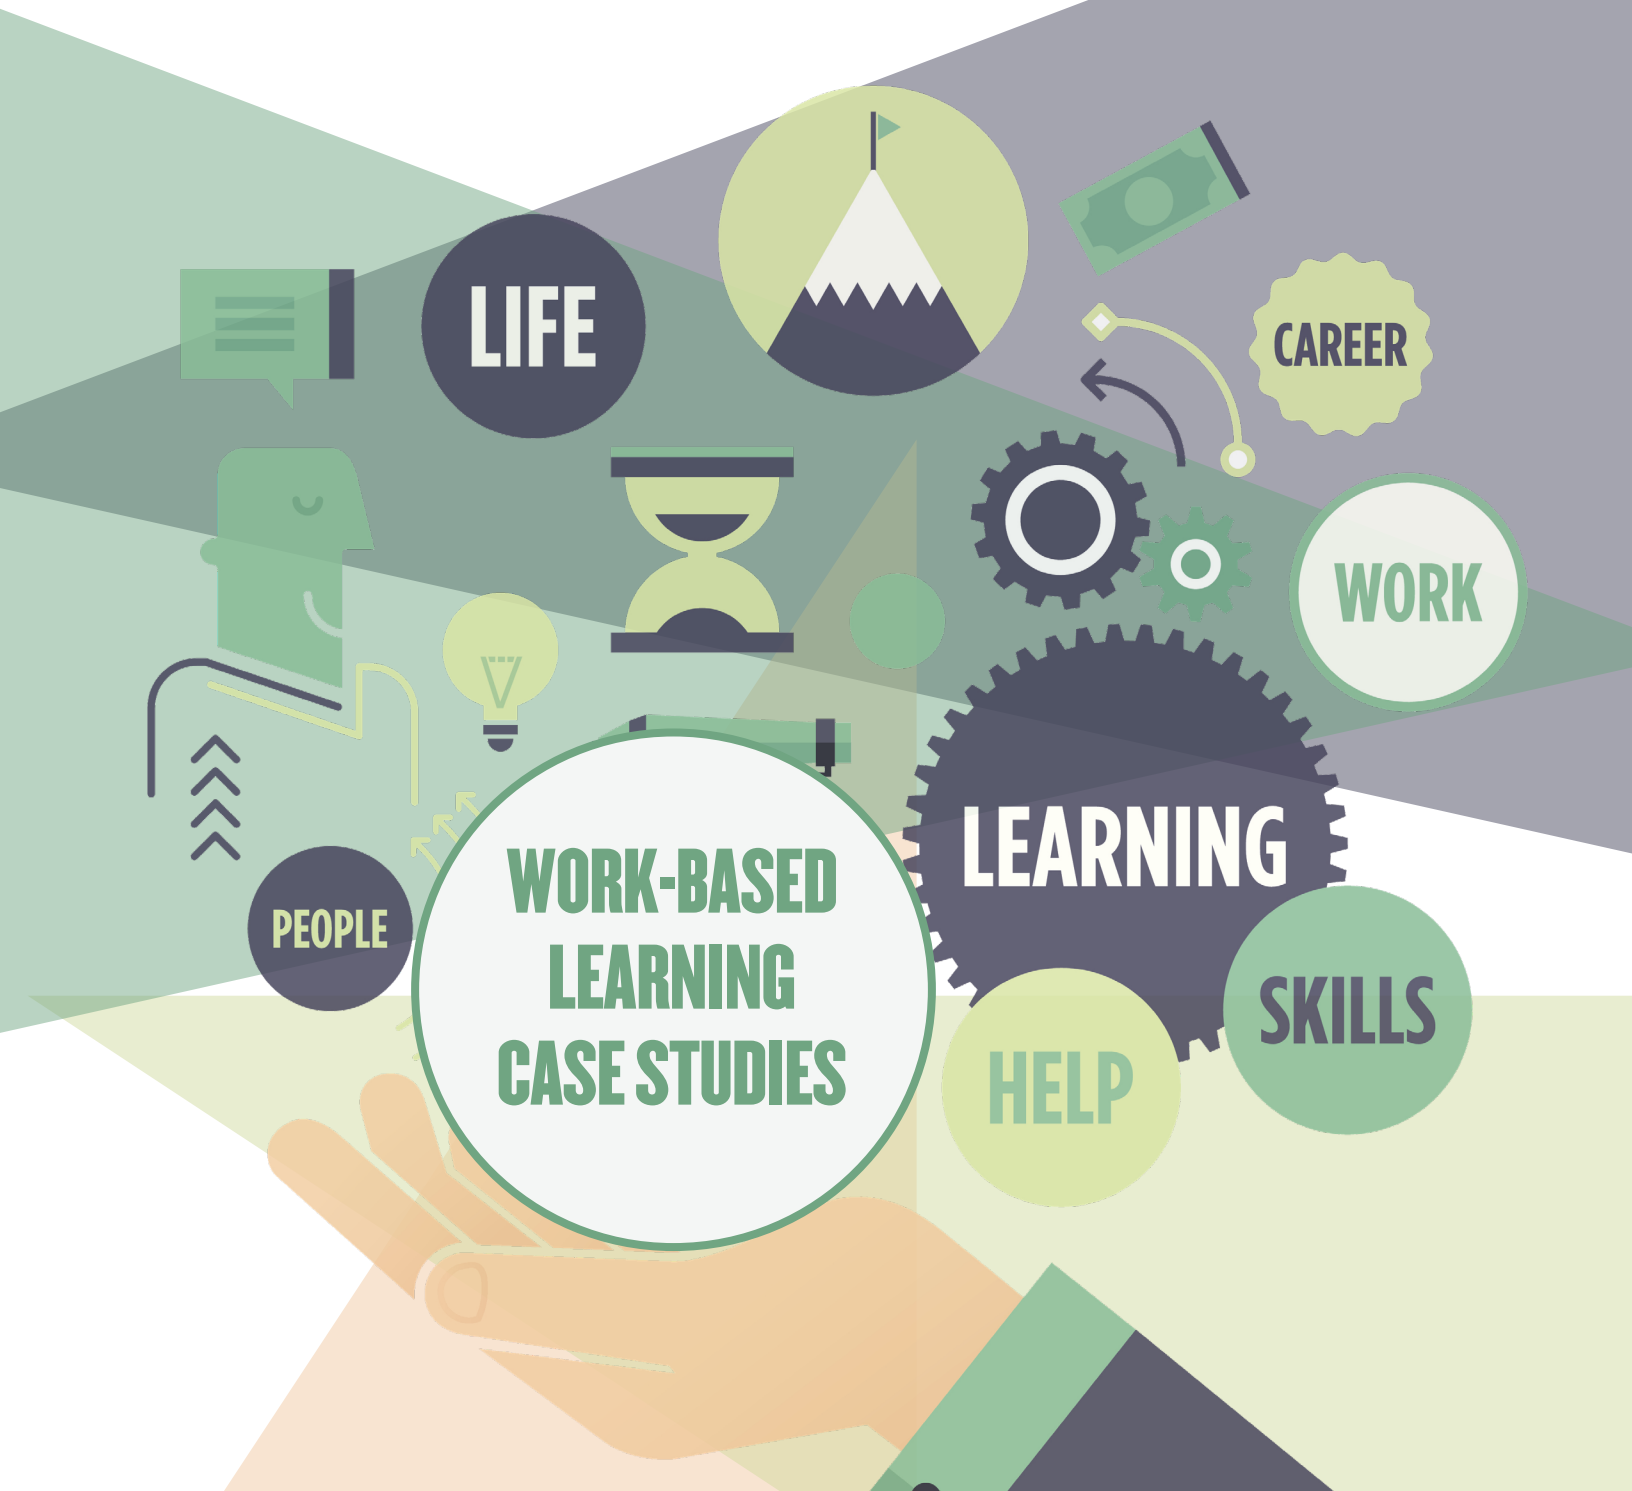 LIFE
CAREER
WORK
LEARNING
PEOPLE
WORK-BASED
LEARNING
CASE STUDIES
SKILLS
HELP